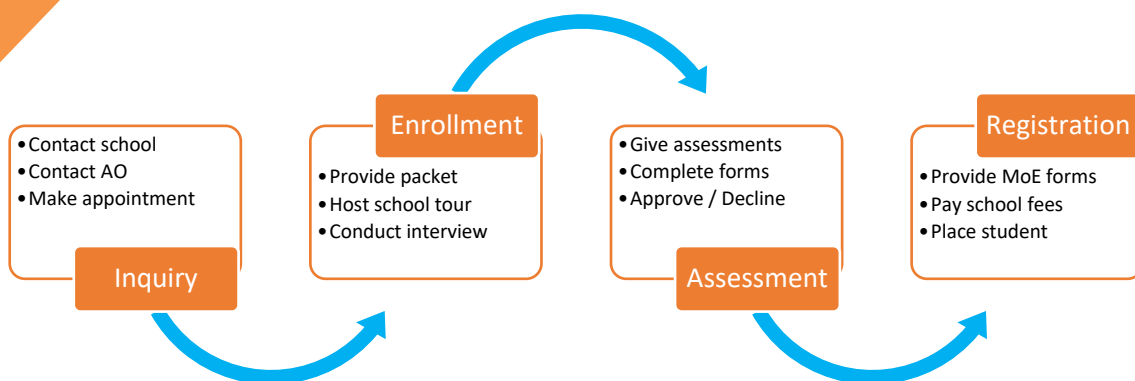 • Contact school
• Contact AO
• Make appointment
Inquiry
Enrollment
• Provide packet
• Host school tour
• Conduct interview
• Give assessments
• Complete forms
• Approve / Decline
Assessment
Registration
• Provide MoE forms
• Pay school fees
• Place student